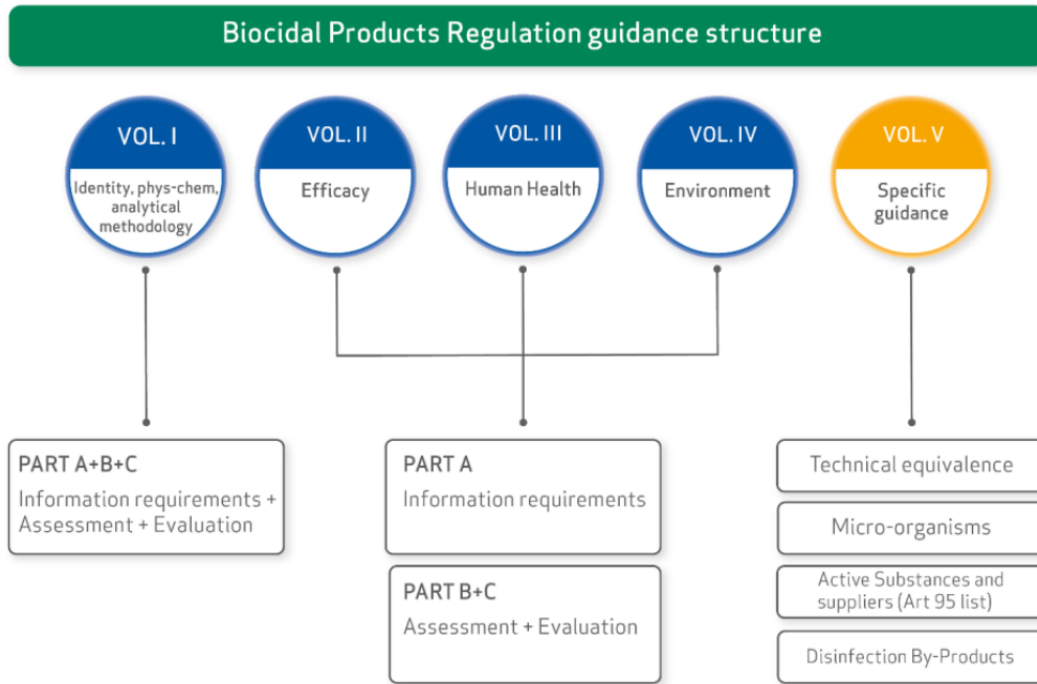 Biocidal Products Regulation guidance structure
VOL. I
Identity, phys-chem,
analytical
methodology
VOL. II
Efficacy
VOL. III
Human Health
VOL. IV
Environment
VOL. V
Specific
guidance
PART A+B+C
Information requirements +
Assessment + Evaluation
PART A
Information requirements
PART B+C
Assessment + Evaluation
Technical equivalence
Micro-organisms
Active Substances and
suppliers (Art 95 list)
Disinfection By-Products